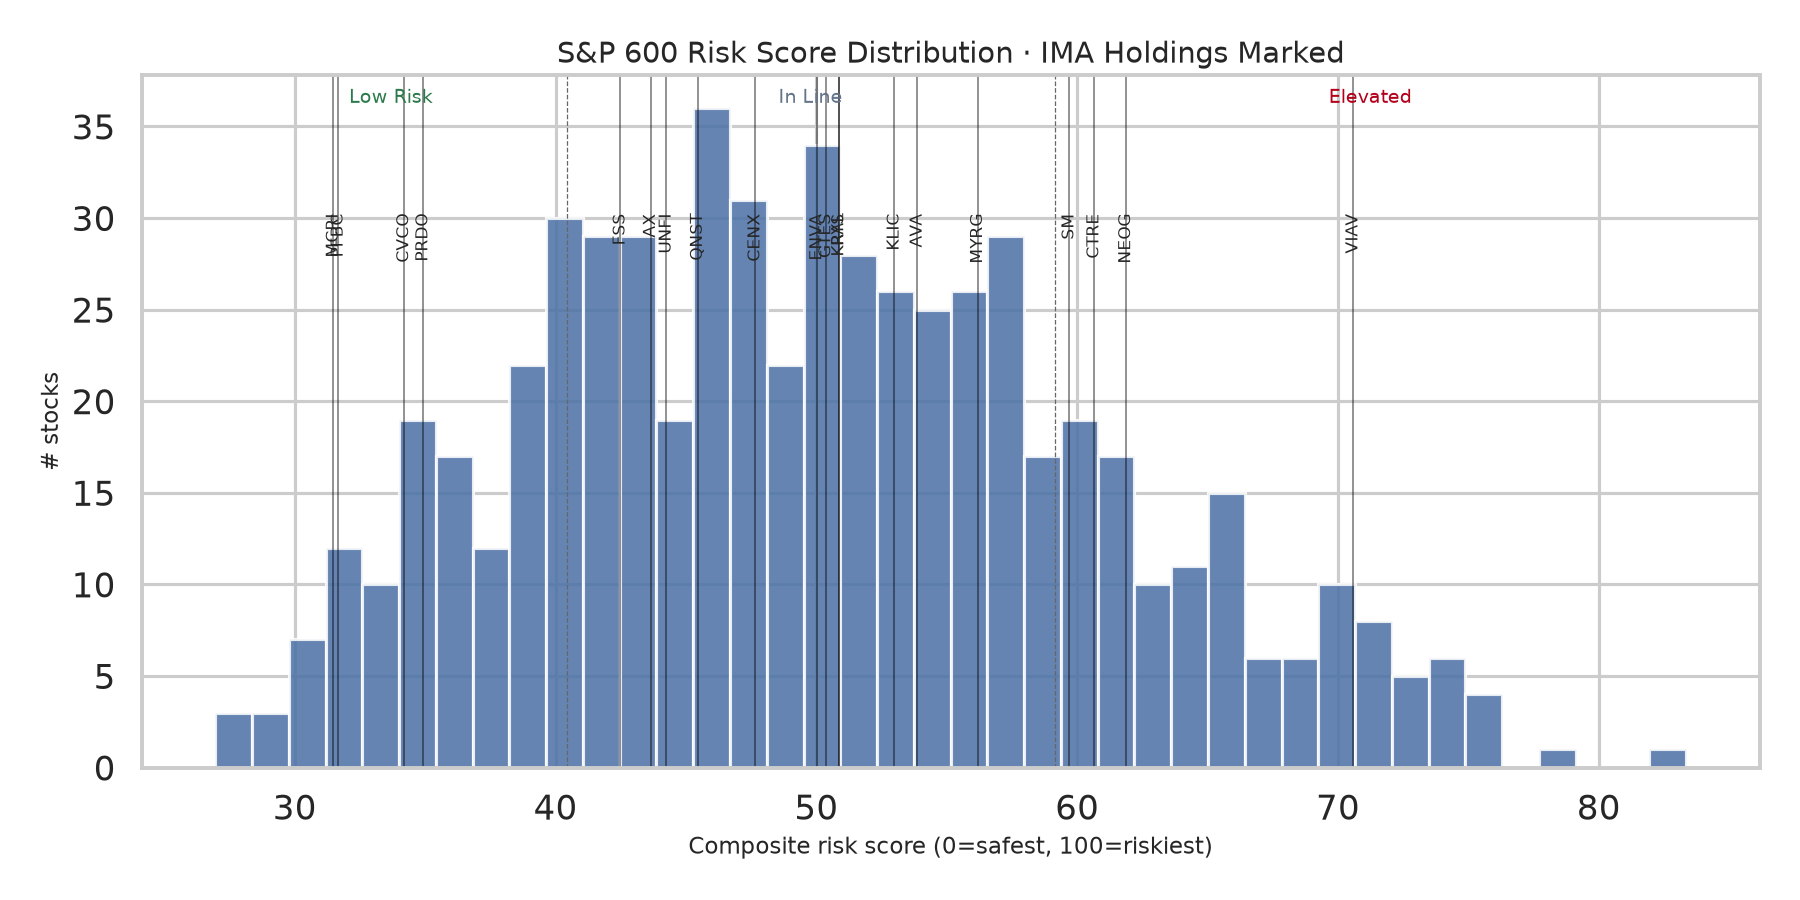 S&P 600 Risk Score Distribution · IMA Holdings Marked
Low Risk
In Line
Elevated
35
30
25
20
15
10
5
0
# stocks
CVCO
PRDO
FSS
AX
UNFI
QNST
CENX
ENVA
KLIC
AVA
MYRG
SM
CTRE
NEOG
VIAV
30
40
50
60
70
80
Composite risk score (0=safest, 100=riskiest)